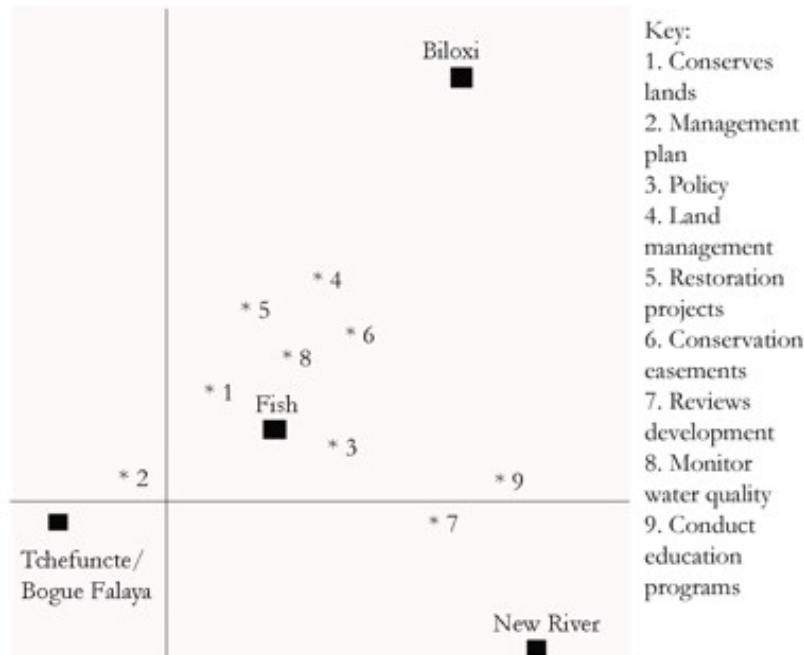 Biloxi
* 4
* 5
* 6
* 8
* 1
Fish
* 3
* 2
* 9
* 7
Tchefuncte/
Bogue Falaya
New River
Key:
1. Conserves
lands
2. Management
plan
3. Policy
4. Land
management
5. Restoration
projects
6. Conservation
easements
7. Reviews
development
8. Monitor
water quality
9. Conduct
education
programs